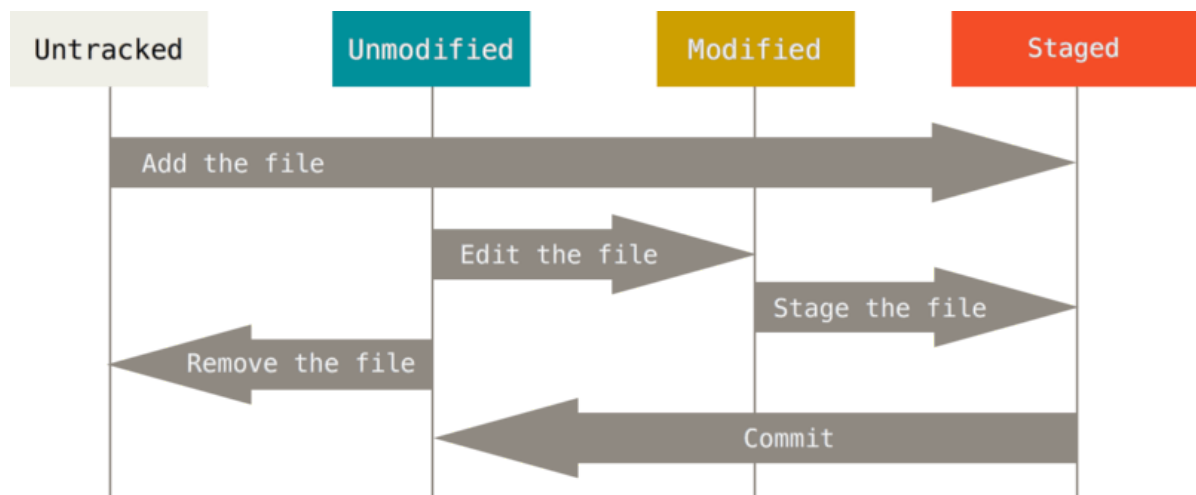 Untracked
Unmodified
Modified
Staged
Add the file
Edit the file
Stage the file
Remove the file
Commit